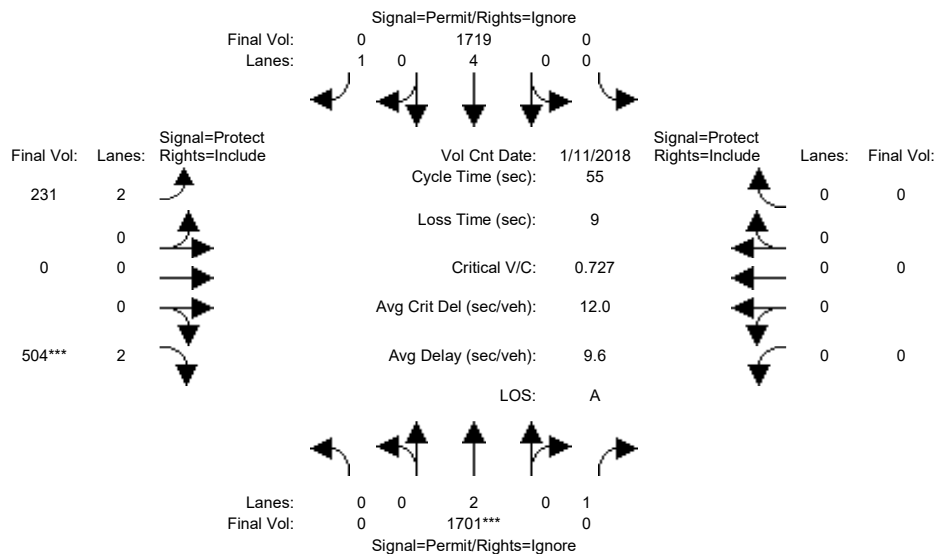 Signal=Permit/Rights=Ignore
Final Vol: 0 1719 0
Lanes: 1 0 4 0 0
Signal=Protect
Final Vol: Lanes: Rights=Include
Vol Cnt Date: 1/11/2018
Signal=Protect
Rights=Include Lanes: Final Vol:
Cycle Time (sec): 55
231 2
0 0
Loss Time (sec): 9
0
0
0 0
Critical V/C: 0.727
0 0
0
Avg Crit Del (sec/veh): 12.0
0
504*** 2
Avg Delay (sec/veh): 9.6
0 0
LOS: A
Lanes: 0 0 2 0 1
Final Vol: 0 1701*** 0
Signal=Permit/Rights=Ignore